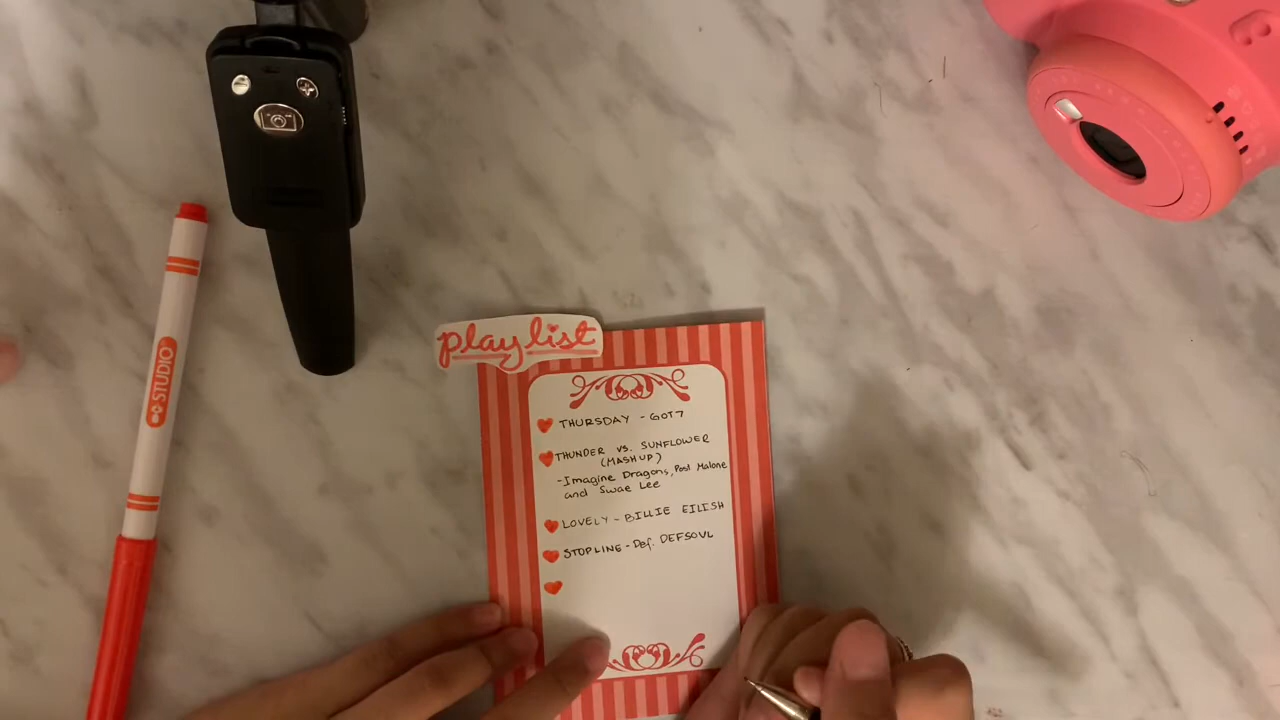 playlist
THURSDAY - GOT7
THUNDER VS. SUNFLOWER
(MASHUP)
-Imagine Dragons, Post Malone
and Swae Lee
LOVELY - BILLIE EILISH
STOPLINE - Def. DEFSOUL
STUDIO